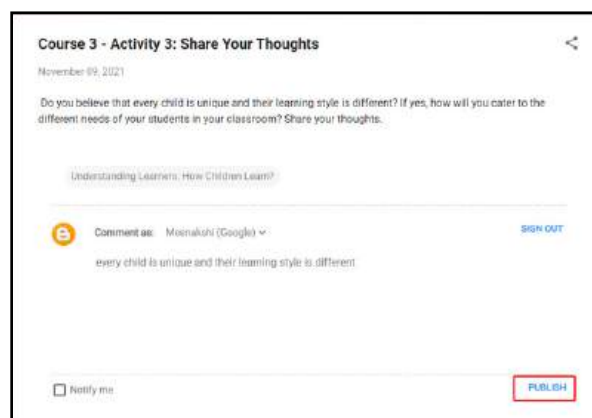 Course 3 - Activity 3: Share Your Thoughts
November 09, 2021
Do you believe that every child is unique and their learning style is different? If yes, how will you cater to the
different needs of your students in your classroom? Share your thoughts.
Understanding Learners: How Children Learn?
Comment as: Meenakshi (Google)
SIGN OUT
every child is unique and their learning style is different
Notify me
PUBLISH